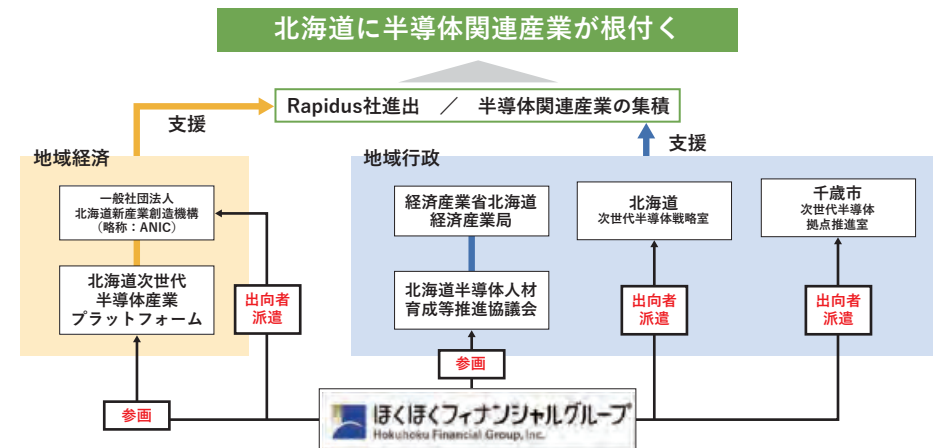 北海道に半導体関連産業が根付く
Rapidus社進出 ／ 半導体関連産業の集積
支援
支援
地域経済
一般社団法人
北海道新産業創造機構
（略称：ANIC）
北海道次世代
半導体産業
プラットフォーム
出向者
派遣
参画
地域行政
経済産業省北海道
経済産業局
北海道半導体人材
育成等推進協議会
参画
北海道
次世代半導体戦略室
出向者
派遣
千歳市
次世代半導体
拠点推進室
出向者
派遣
ほくほくフィナンシャルグループ
Hokuhoku Financial Group, Inc.